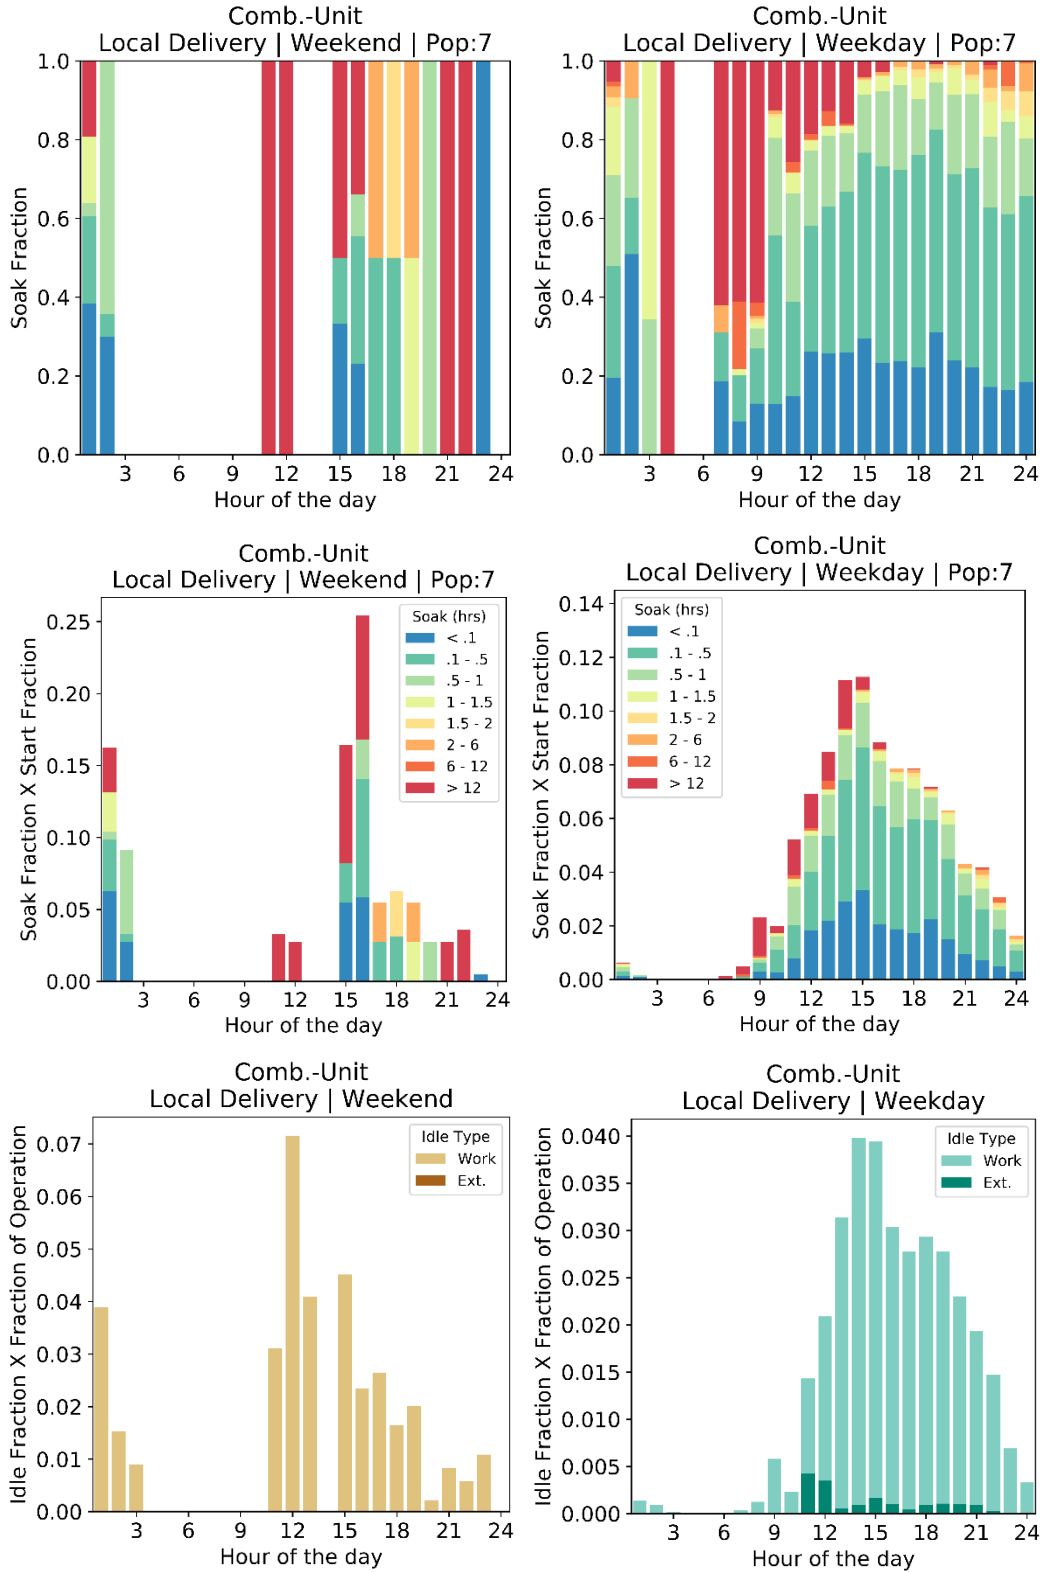 Comb.-Unit
Local Delivery | Weekend | Pop:7
1.0
0.8
0.6
0.4
0.2
0.0
Soak Fraction
3 6 9 12 15 18 21 24
Hour of the day
Comb.-Unit
Local Delivery | Weekday | Pop:7
1.0
0.8
0.6
0.4
0.2
0.0
Soak Fraction
3 6 9 12 15 18 21 24
Hour of the day
Comb.-Unit
Local Delivery | Weekend | Pop:7
0.25
0.20
0.15
0.10
0.05
0.00
Soak Fraction X Start Fraction
Soak (hrs)
< .1
.1 - .5
.5 - 1
1 - 1.5
1.5 - 2
2 - 6
6 - 12
> 12
3 6 9 12 15 18 21 24
Hour of the day
Comb.-Unit
Local Delivery | Weekday | Pop:7
0.14
0.12
0.10
0.08
0.06
0.04
0.02
0.00
Soak Fraction X Start Fraction
Soak (hrs)
< .1
.1 - .5
.5 - 1
1 - 1.5
1.5 - 2
2 - 6
6 - 12
> 12
3 6 9 12 15 18 21 24
Hour of the day
Comb.-Unit
Local Delivery | Weekend
0.07
0.06
0.05
0.04
0.03
0.02
0.01
0.00
Idle Fraction X Fraction of Operation
Idle Type
Work
Ext.
3 6 9 12 15 18 21 24
Hour of the day
Comb.-Unit
Local Delivery | Weekday
0.040
0.035
0.030
0.025
0.020
0.015
0.010
0.005
0.000
Idle Fraction X Fraction of Operation
Idle Type
Work
Ext.
3 6 9 12 15 18 21 24
Hour of the day